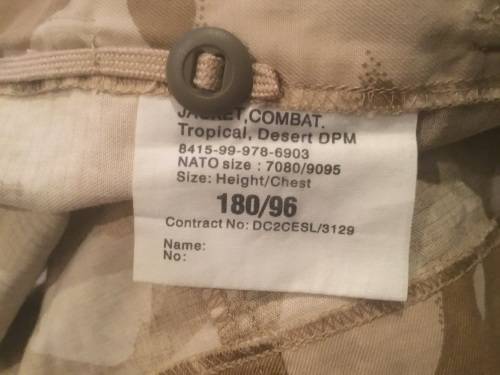 JACKET,COMBAT.
Tropical, Desert DPM
8415-99-978-6903
NATO size : 7080/9095
Size: Height/Chest
180/96
Contract No: DC2CESL/3129
Name:
No: